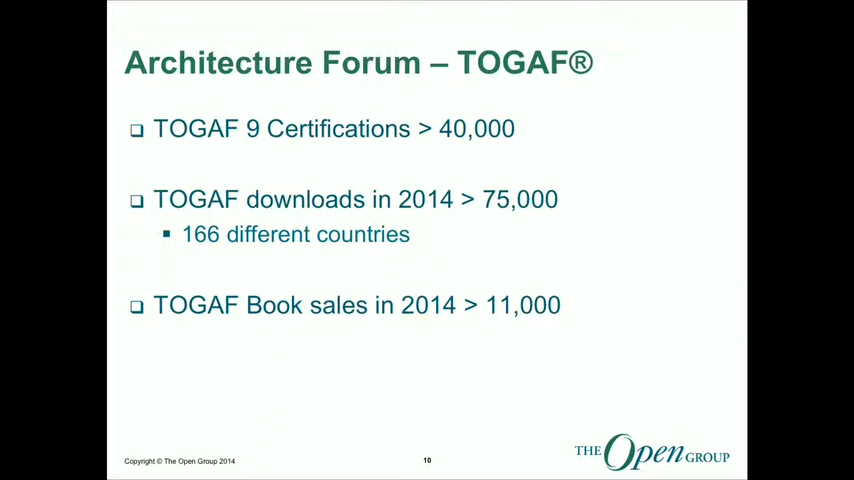 Architecture Forum – TOGAF®
❑ TOGAF 9 Certifications > 40,000
❑ TOGAF downloads in 2014 > 75,000
▪ 166 different countries
❑ TOGAF Book sales in 2014 > 11,000
Copyright © The Open Group 2014
10
THE Open GROUP